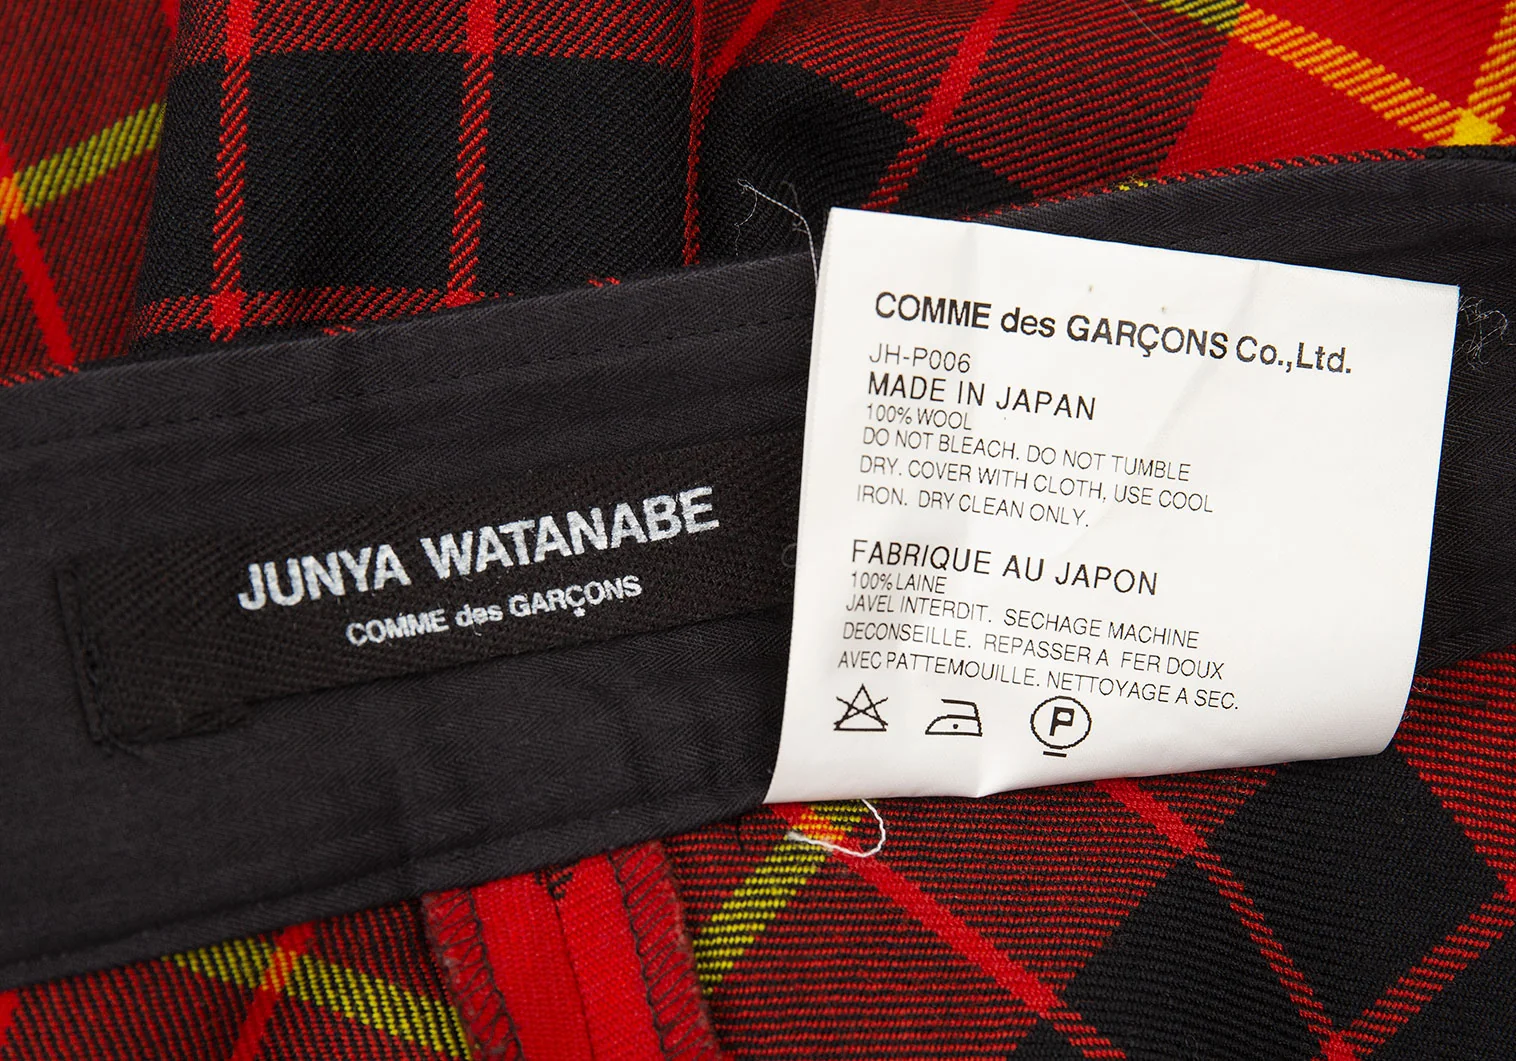 JUNYA WATANABE
COMME des GARÇONS
COMME des GARÇONS Co.,Ltd.
JH-P006
MADE IN JAPAN
100% WOOL
DO NOT BLEACH. DO NOT TUMBLE
DRY. COVER WITH CLOTH, USE COOL
IRON. DRY CLEAN ONLY.
FABRIQUE AU JAPON
100% LAINE
JAVEL INTERDIT. SECHAGE MACHINE
DECONSEILLE. REPASSER A FER DOUX
AVEC PATTEMOUILLE. NETTOYAGE A SEC.
P